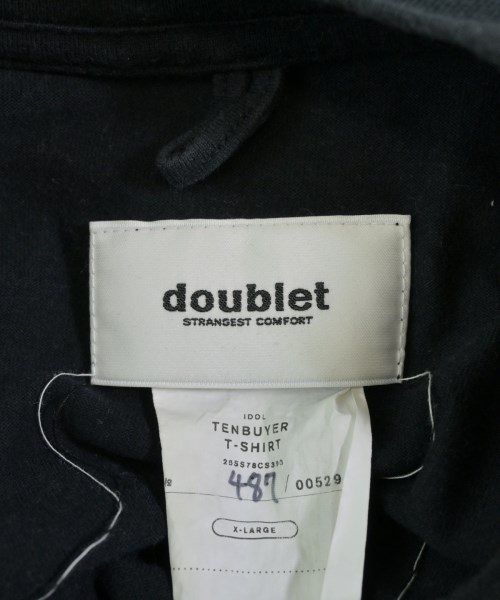 doublet
STRANGEST COMFORT
IDOL
TENBUYER
T-SHIRT
487 / 00529
X-LARGE